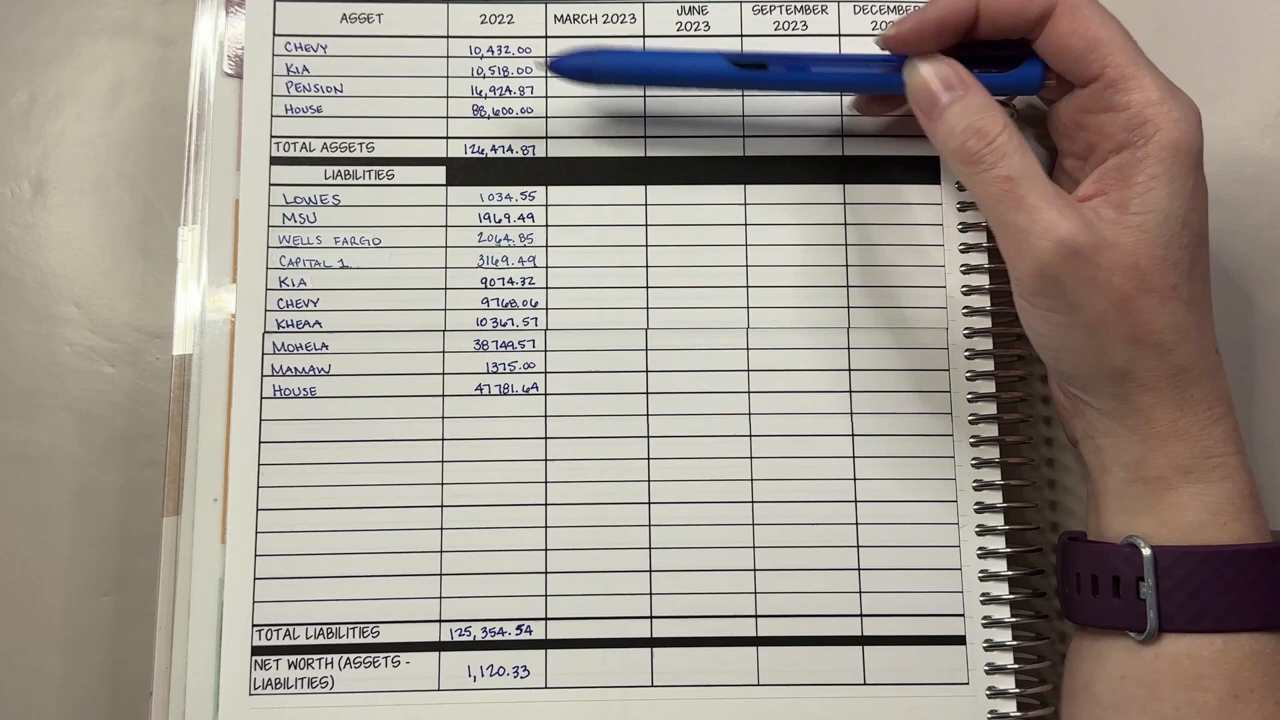 ASSET 2022 MARCH 2023 JUNE 2023 SEPTEMBER 2023 DECEMBER
CHEVY 10,432.00
KIA 10,518.00
PENSION 16,924.87
HOUSE 88,600.00
TOTAL ASSETS 126,474.87
LIABILITIES
LOWES 1034.55
MSU 1969.49
WELLS FARGO 2064.85
CAPITAL 1 3169.49
KIA 9074.32
CHEVY 9768.06
KHEAA 10367.57
MOHELA 38749.57
MAMAW 1375.00
HOUSE 47781.64
TOTAL LIABILITIES 125,354.54
NET WORTH (ASSETS - LIABILITIES) 1,120.33